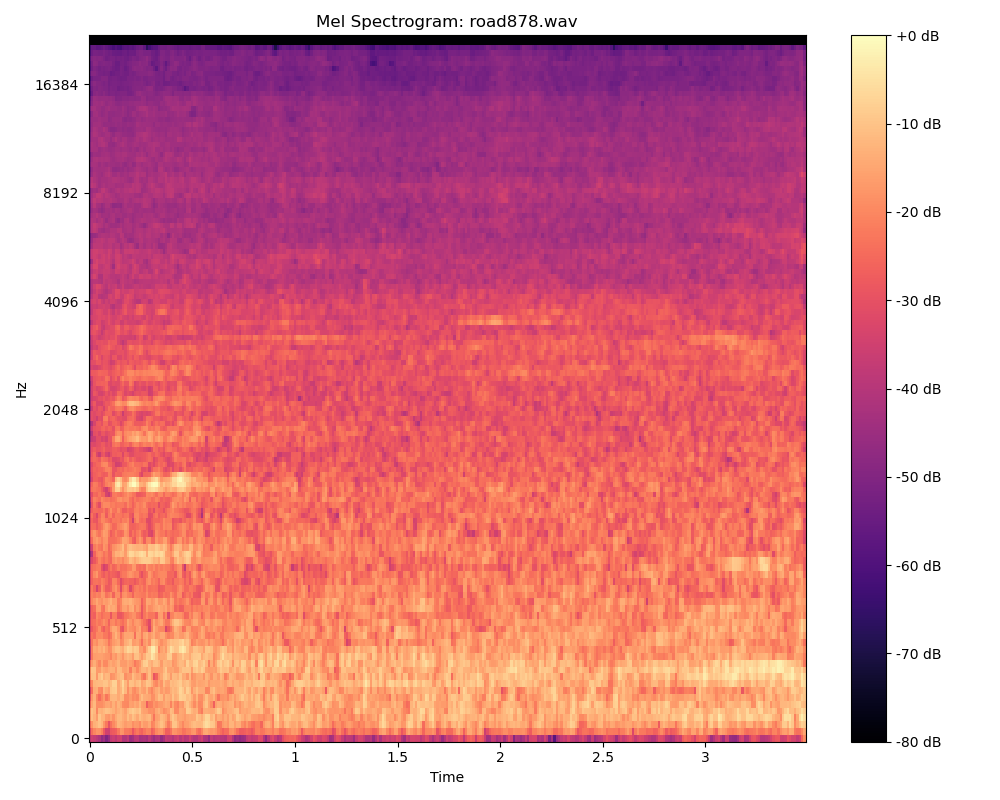 Mel Spectrogram: road878.wav
+0 dB
16384
-10 dB
8192
-20 dB
4096
-30 dB
Hz
2048
-40 dB
1024
-50 dB
-60 dB
512
-70 dB
0
-80 dB
0 0.5 1 1.5 2 2.5 3
Time